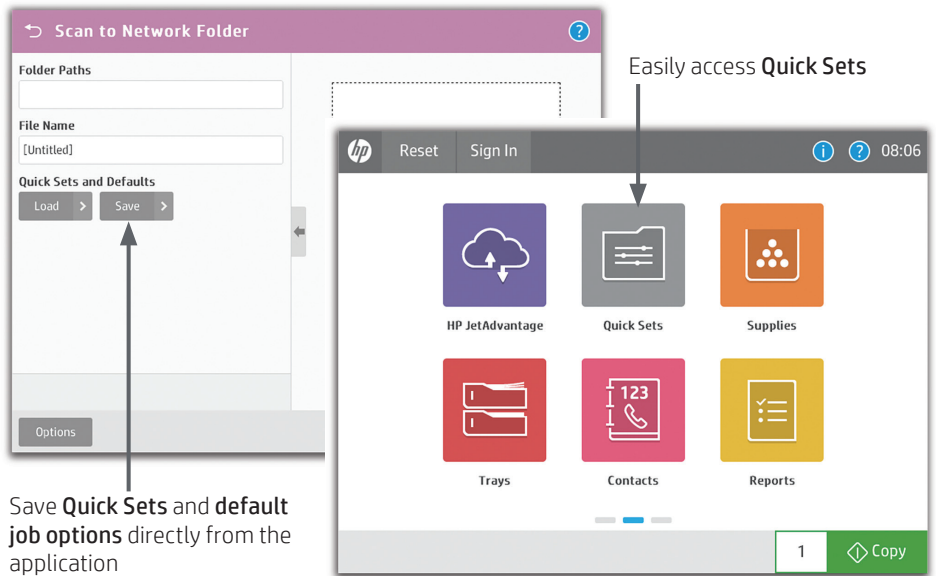 Scan to Network Folder
?
Folder Paths
File Name
[Untitled]
Quick Sets and Defaults
Load >
Save >
Options
Save Quick Sets and default
job options directly from the
application
Easily access Quick Sets
hp
Reset
Sign In
i
?
08:06
HP JetAdvantage
Quick Sets
Supplies
123
Trays
Contacts
Reports
1
Copy